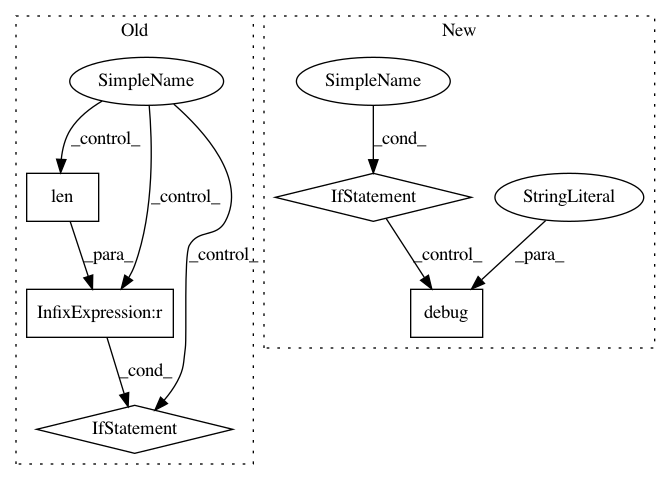 Old
New
SimpleName
SimpleName
_control_
_control_
_control_
_cond_
len
IfStatement
StringLiteral
_para_
_control_
_para_
InfixExpression:r
debug
_cond_
IfStatement